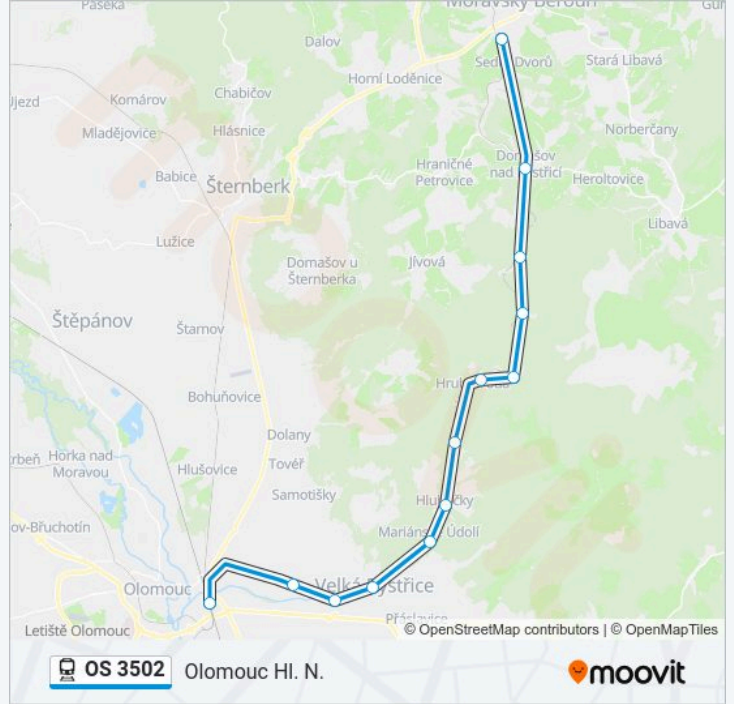 Paseka
Moravský Beroun
Dalov
Sedm Dvorů
Stará Libavá
Horní Loděnice
Újezd
Komárov
Chabičov
Mladějovice
Hlásnice
Norberčany
Hraničné
Petrovice
Domašov
nad Bystřicí
Babice
Šternberk
Heroltovice
Libavá
Lužice
Domašov u
Šternberka
Jívová
Štěpánov
Štarnov
Bohuňovice
Dolany
Tovéř
Horka nad
Moravou
Hlušovice
Samotišky
Hlubočky
Mariánské Údolí
Olomouc
Velká Bystřice
Přáslavice
Letiště Olomouc
© OpenStreetMap contributors | © OpenMapTiles
OS 3502
Olomouc Hl. N.
moovit